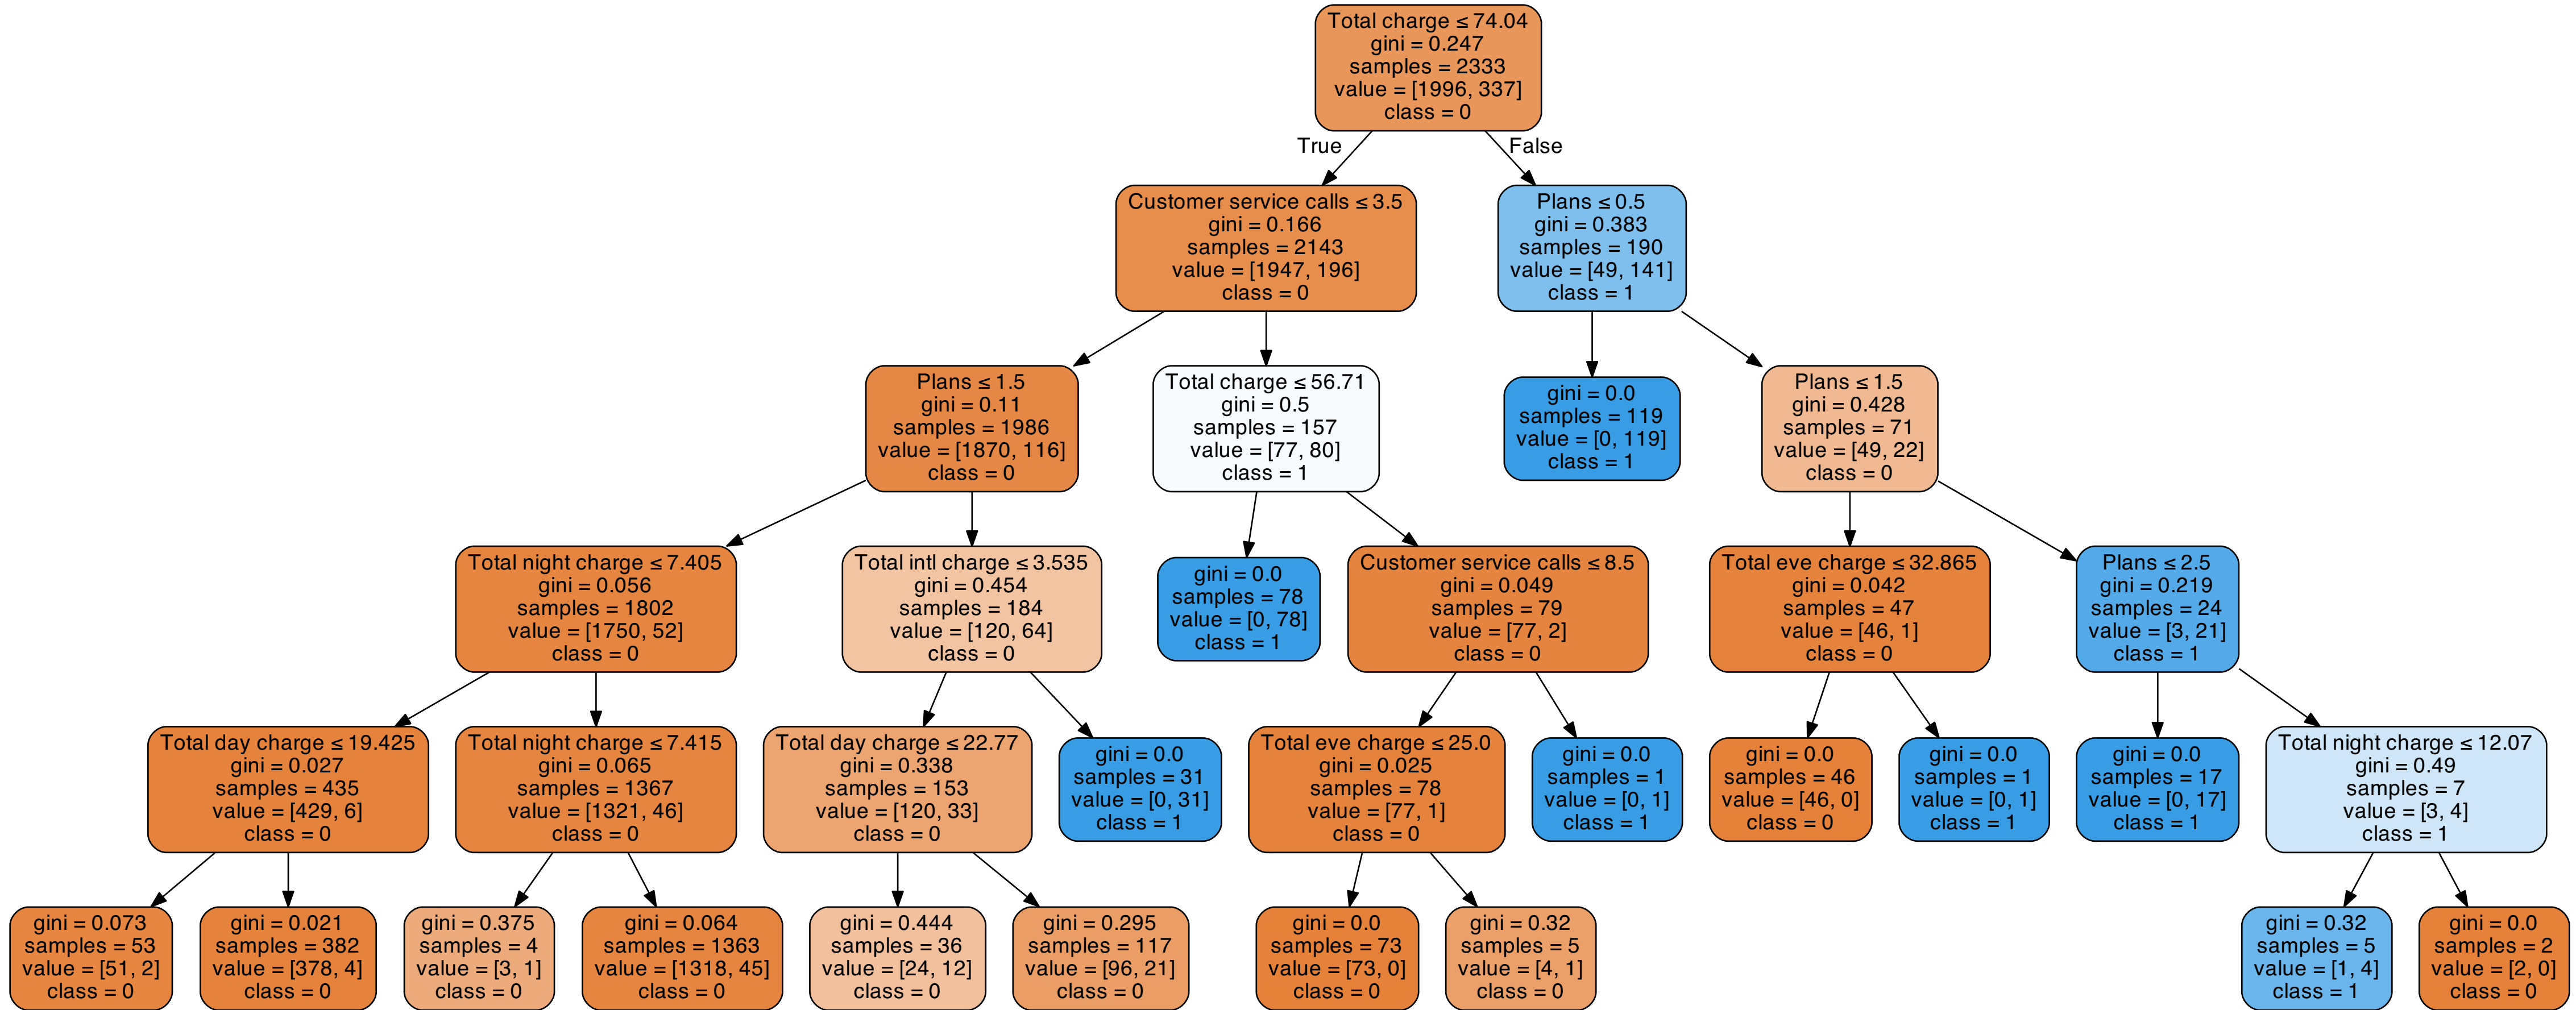 Total charge ≤ 74.04
gini = 0.247
samples = 2333
value = [1996, 337]
class = 0
True
False
Customer service calls ≤ 3.5
gini = 0.166
samples = 2143
value = [1947, 196]
class = 0
Plans ≤ 0.5
gini = 0.383
samples = 190
value = [49, 141]
class = 1
Plans ≤ 1.5
gini = 0.11
samples = 1986
value = [1870, 116]
class = 0
Total charge ≤ 56.71
gini = 0.5
samples = 157
value = [77, 80]
class = 1
gini = 0.0
samples = 119
value = [0, 119]
class = 1
Plans ≤ 1.5
gini = 0.428
samples = 71
value = [49, 22]
class = 0
Total night charge ≤ 7.405
gini = 0.056
samples = 1802
value = [1750, 52]
class = 0
Total intl charge ≤ 3.535
gini = 0.454
samples = 184
value = [120, 64]
class = 0
gini = 0.0
samples = 78
value = [0, 78]
class = 1
Customer service calls ≤ 8.5
gini = 0.049
samples = 79
value = [77, 2]
class = 0
Total eve charge ≤ 32.865
gini = 0.042
samples = 47
value = [46, 1]
class = 0
Plans ≤ 2.5
gini = 0.219
samples = 24
value = [3, 21]
class = 1
Total day charge ≤ 19.425
gini = 0.027
samples = 435
value = [429, 6]
class = 0
Total night charge ≤ 7.415
gini = 0.065
samples = 1367
value = [1321, 46]
class = 0
Total day charge ≤ 22.77
gini = 0.338
samples = 153
value = [120, 33]
class = 0
gini = 0.0
samples = 31
value = [0, 31]
class = 1
Total eve charge ≤ 25.0
gini = 0.025
samples = 78
value = [77, 1]
class = 0
gini = 0.0
samples = 1
value = [0, 1]
class = 1
gini = 0.0
samples = 46
value = [46, 0]
class = 0
gini = 0.0
samples = 1
value = [0, 1]
class = 1
gini = 0.0
samples = 17
value = [0, 17]
class = 1
Total night charge ≤ 12.07
gini = 0.49
samples = 7
value = [3, 4]
class = 1
gini = 0.073
samples = 53
value = [51, 2]
class = 0
gini = 0.021
samples = 382
value = [378, 4]
class = 0
gini = 0.375
samples = 4
value = [3, 1]
class = 0
gini = 0.064
samples = 1363
value = [1318, 45]
class = 0
gini = 0.444
samples = 36
value = [24, 12]
class = 0
gini = 0.295
samples = 117
value = [96, 21]
class = 0
gini = 0.0
samples = 73
value = [73, 0]
class = 0
gini = 0.32
samples = 5
value = [4, 1]
class = 0
gini = 0.32
samples = 5
value = [1, 4]
class = 1
gini = 0.0
samples = 2
value = [2, 0]
class = 0